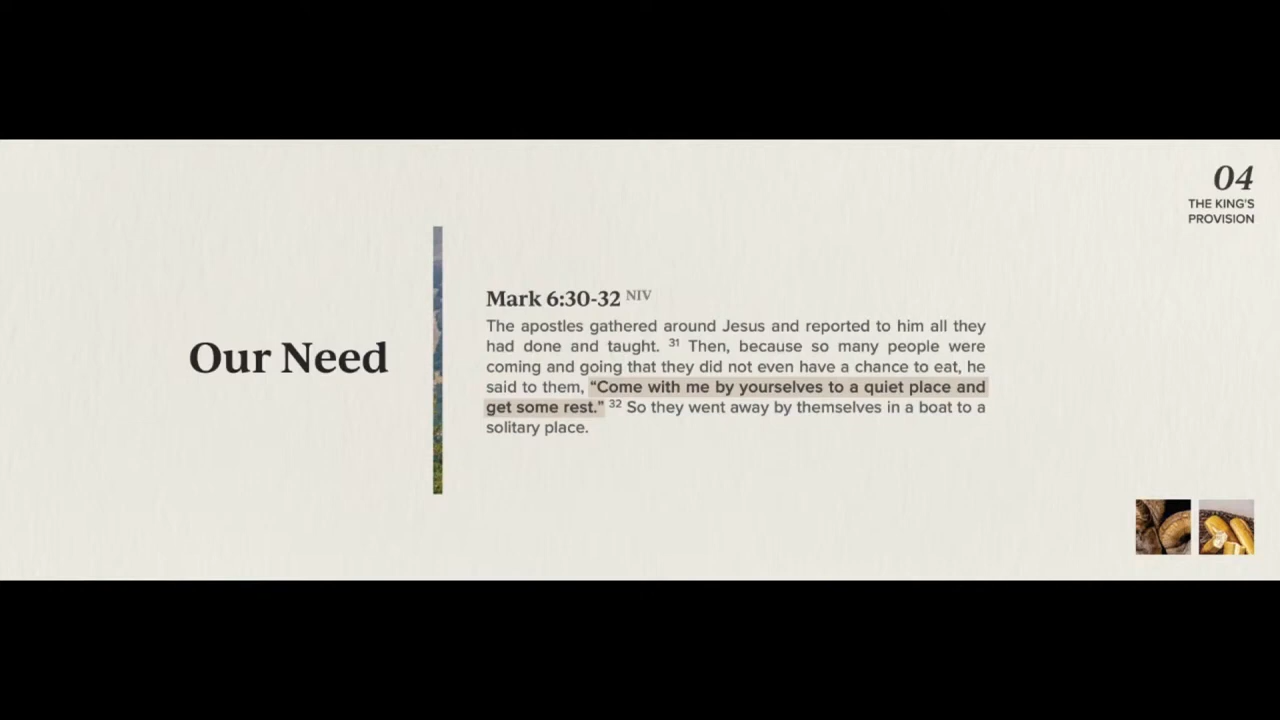 04
THE KING'S
PROVISION
Our Need
Mark 6:30-32 NIV
The apostles gathered around Jesus and reported to him all they
had done and taught. 31 Then, because so many people were
coming and going that they did not even have a chance to eat, he
said to them, “Come with me by yourselves to a quiet place and
get some rest.” 32 So they went away by themselves in a boat to a
solitary place.